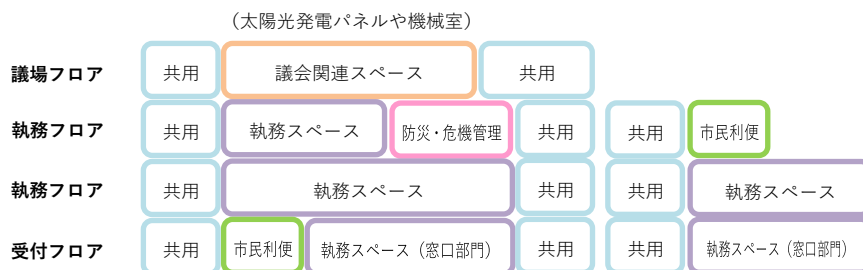 （太陽光発電パネルや機械室）
議場フロア 共用 議会関連スペース 共用
執務フロア 共用 執務スペース 防災・危機管理 共用 共用 市民利便
執務フロア 共用 執務スペース 共用 共用 執務スペース
受付フロア 共用 市民利便 執務スペース（窓口部門） 共用 共用 執務スペース（窓口部門）